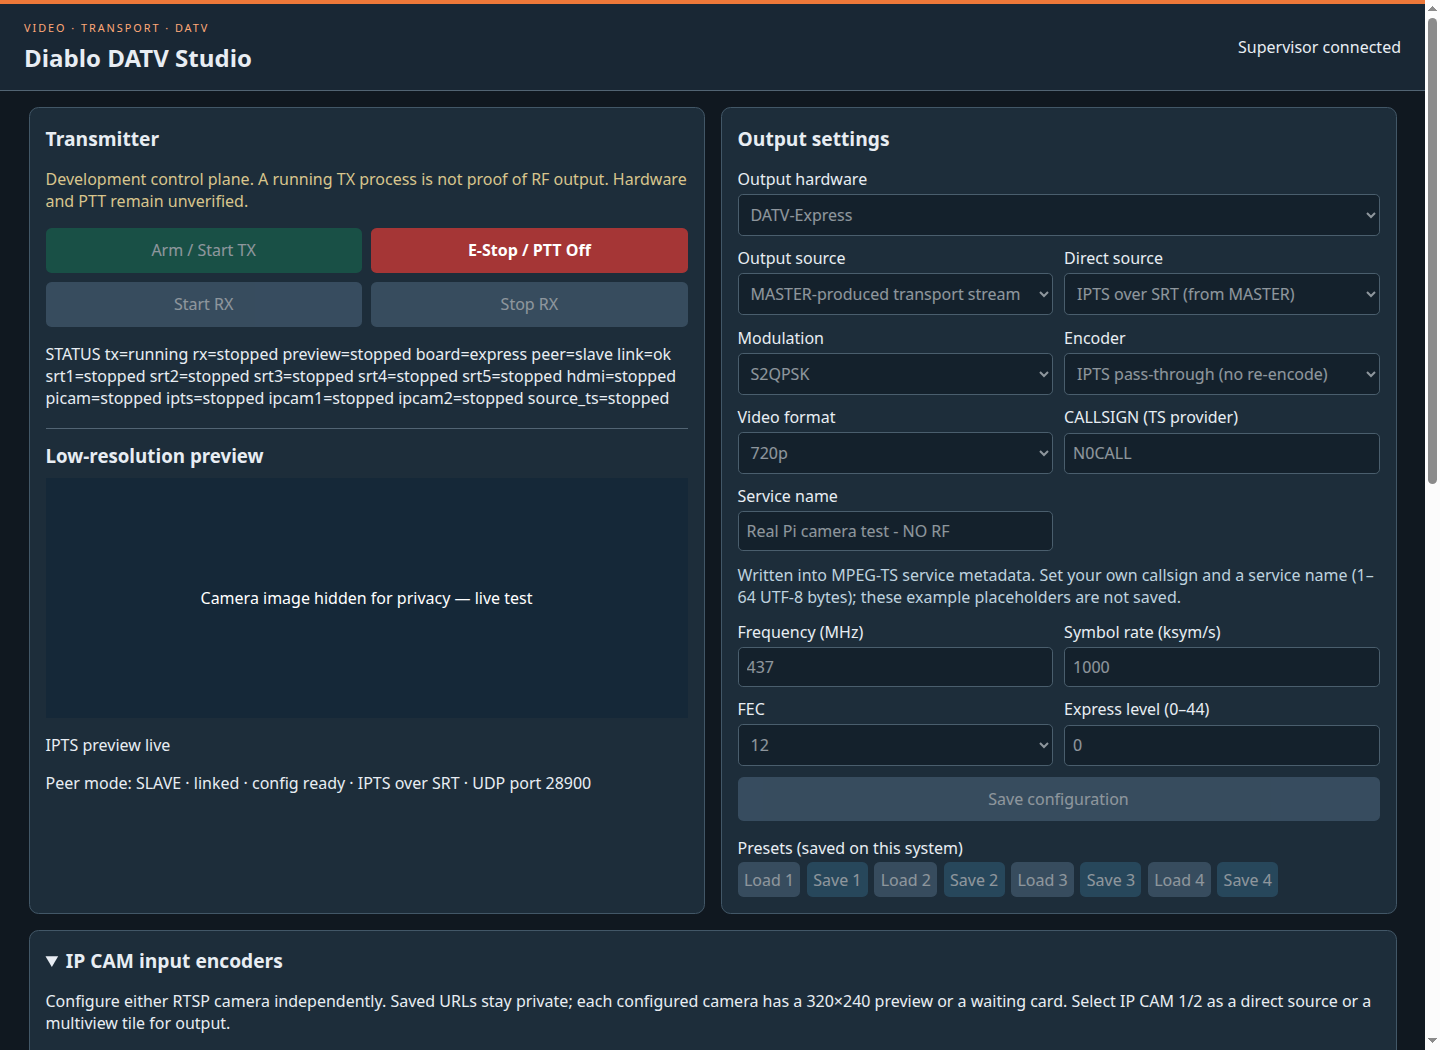 VIDEO · TRANSPORT · DATV
Diablo DATV Studio
Supervisor connected
Transmitter
Development control plane. A running TX process is not proof of RF output. Hardware
and PTT remain unverified.
Arm / Start TX
E-Stop / PTT Off
Start RX
Stop RX
STATUS tx=running rx=stopped preview=stopped board=express peer=slave link=ok
srt1=stopped srt2=stopped srt3=stopped srt4=stopped srt5=stopped hdmi=stopped
picam=stopped ipts=stopped ipcam1=stopped ipcam2=stopped source_ts=stopped
Low-resolution preview
Camera image hidden for privacy — live test
IPTS preview live
Peer mode: SLAVE · linked · config ready · IPTS over SRT · UDP port 28900
Output settings
Output hardware
DATV-Express
Output source
Direct source
MASTER-produced transport stream
IPTS over SRT (from MASTER)
Modulation
Encoder
S2QPSK
IPTS pass-through (no re-encode)
Video format
CALLSIGN (TS provider)
720p
N0CALL
Service name
Real Pi camera test - NO RF
Written into MPEG-TS service metadata. Set your own callsign and a service name (1–
64 UTF-8 bytes); these example placeholders are not saved.
Frequency (MHz)
Symbol rate (ksym/s)
437
1000
FEC
Express level (0–44)
12
0
Save configuration
Presets (saved on this system)
Load 1 Save 1 Load 2 Save 2 Load 3 Save 3 Load 4 Save 4
▼ IP CAM input encoders
Configure either RTSP camera independently. Saved URLs stay private; each configured camera has a 320×240 preview or a waiting card. Select IP CAM 1/2 as a direct source or a
multiview tile for output.